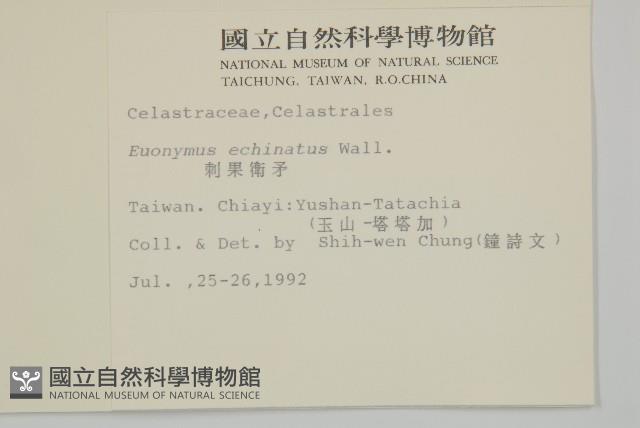 國立自然科學博物館
NATIONAL MUSEUM OF NATURAL SCIENCE
TAICHUNG, TAIWAN, R.O.CHINA
Celastraceae,Celastrales
Euonymus echinatus Wall.
刺果衛矛
Taiwan. Chiayi:Yushan-Tatachia
(玉山-塔塔加)
Coll. & Det. by Shih-wen Chung(鐘詩文)
Jul. ,25-26,1992
國立自然科學博物館
NATIONAL MUSEUM OF NATURAL SCIENCE